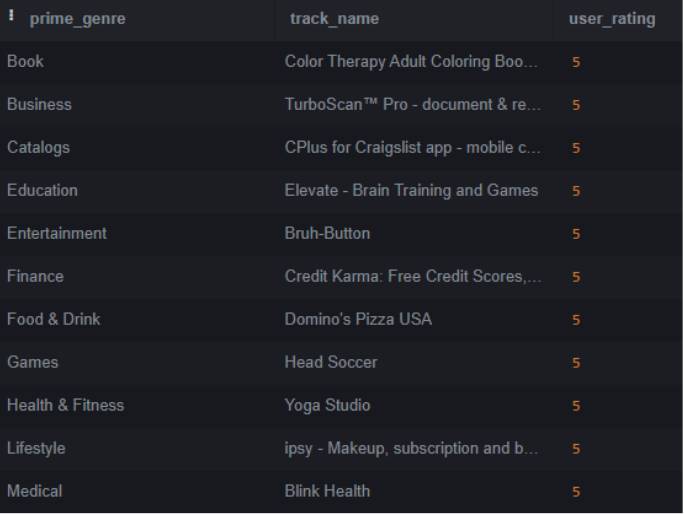 prime_genre track_name user_rating
Book Color Therapy Adult Coloring Boo... 5
Business TurboScan™ Pro - document & re... 5
Catalogs CPlus for Craigslist app - mobile c... 5
Education Elevate - Brain Training and Games 5
Entertainment Bruh-Button 5
Finance Credit Karma: Free Credit Scores,... 5
Food & Drink Domino's Pizza USA 5
Games Head Soccer 5
Health & Fitness Yoga Studio 5
Lifestyle ipsy - Makeup, subscription and b... 5
Medical Blink Health 5